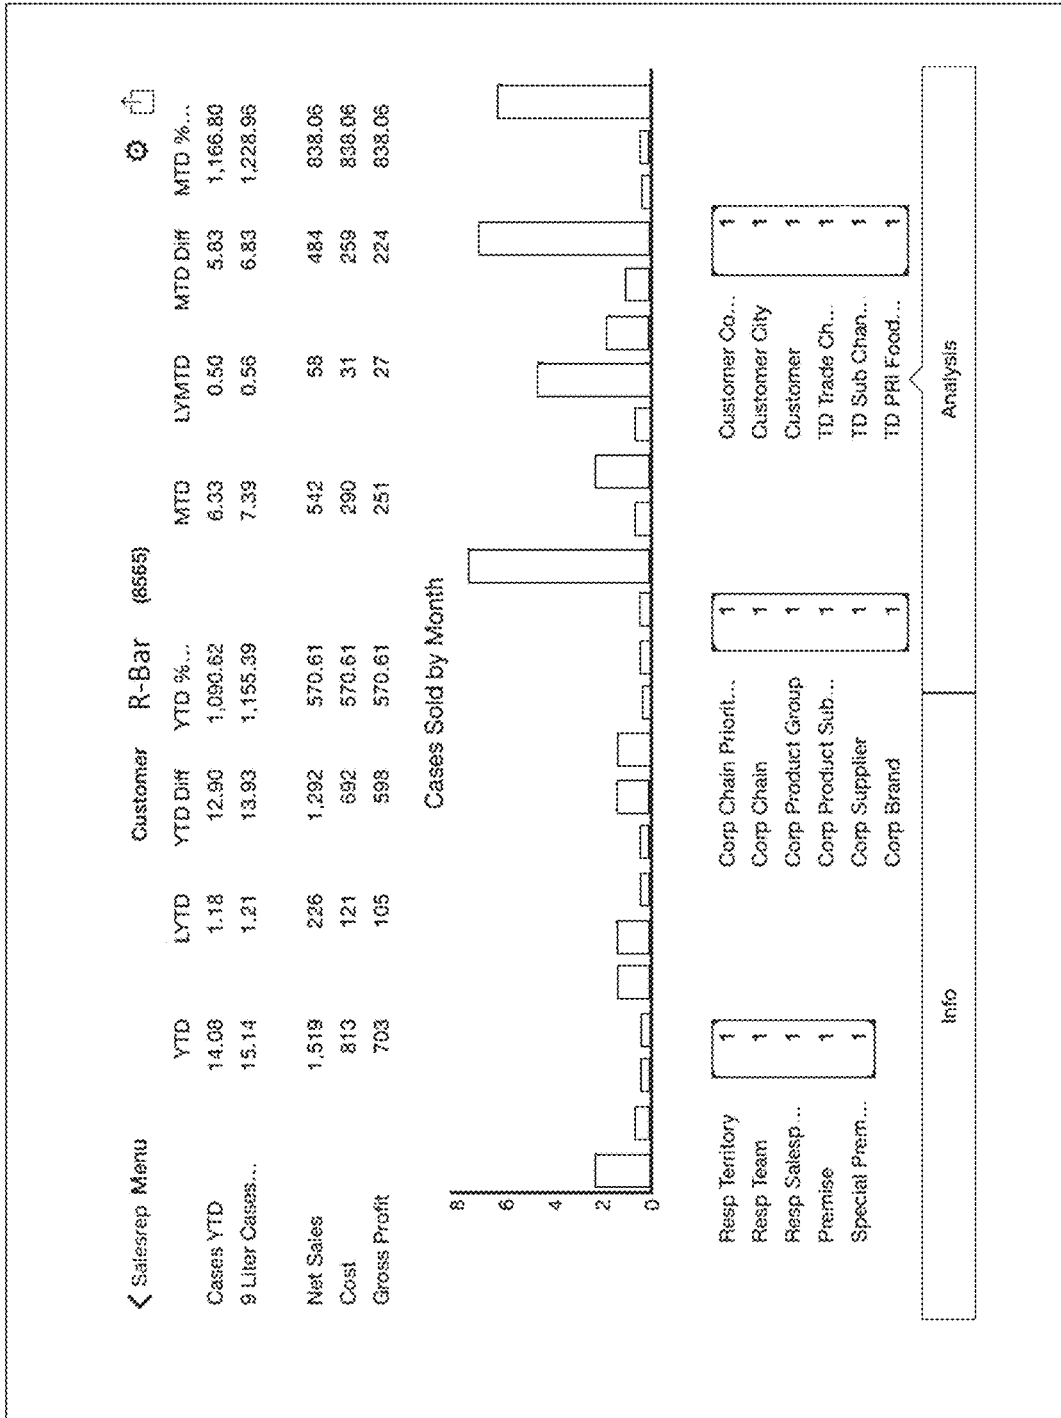 Salesrep Menu Customer R-Bar (8565)
YTD LYTD YTD Diff YTD %... MTD LYMTD MTD Diff MTD %...
Cases YTD 14.08 1.18 12.90 1,090.62 6.33 0.50 5.83 1,166.80
9 Liter Cases... 15.14 1.21 13.93 1,155.39 7.39 0.56 6.83 1,228.96
Net Sales 1,519 226 1,292 570.61 542 58 484 838.06
Cost 813 121 692 570.61 290 31 259 838.06
Gross Profit 703 105 598 570.61 251 27 224 838.06
Cases Sold by Month
8
6
4
2
0
Resp Territory 1 Corp Chain Priorit... 1 Customer Co... 1
Resp Team 1 Corp Chain 1 Customer City 1
Resp Salesp... 1 Corp Product Group 1 Customer 1
Premise 1 Corp Product Sub... 1 TD Trade Ch... 1
Special Prem... 1 Corp Supplier 1 TD Sub Chan... 1
Corp Brand 1 TD PRI Food... 1
Info Analysis